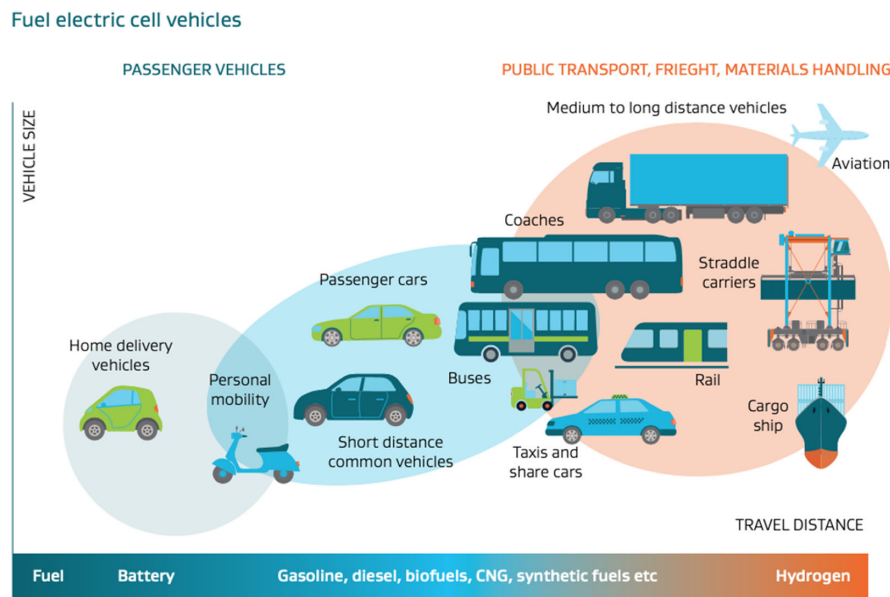 Fuel electric cell vehicles
PASSENGER VEHICLES
PUBLIC TRANSPORT, FRIEGHT, MATERIALS HANDLING
VEHICLE SIZE
Medium to long distance vehicles
Aviation
Coaches
Straddle
carriers
Passenger cars
Home delivery
vehicles
Personal
mobility
Buses
Rail
Short distance
common vehicles
Taxis and
share cars
Cargo
ship
TRAVEL DISTANCE
Fuel
Battery
Gasoline, diesel, biofuels, CNG, synthetic fuels etc
Hydrogen